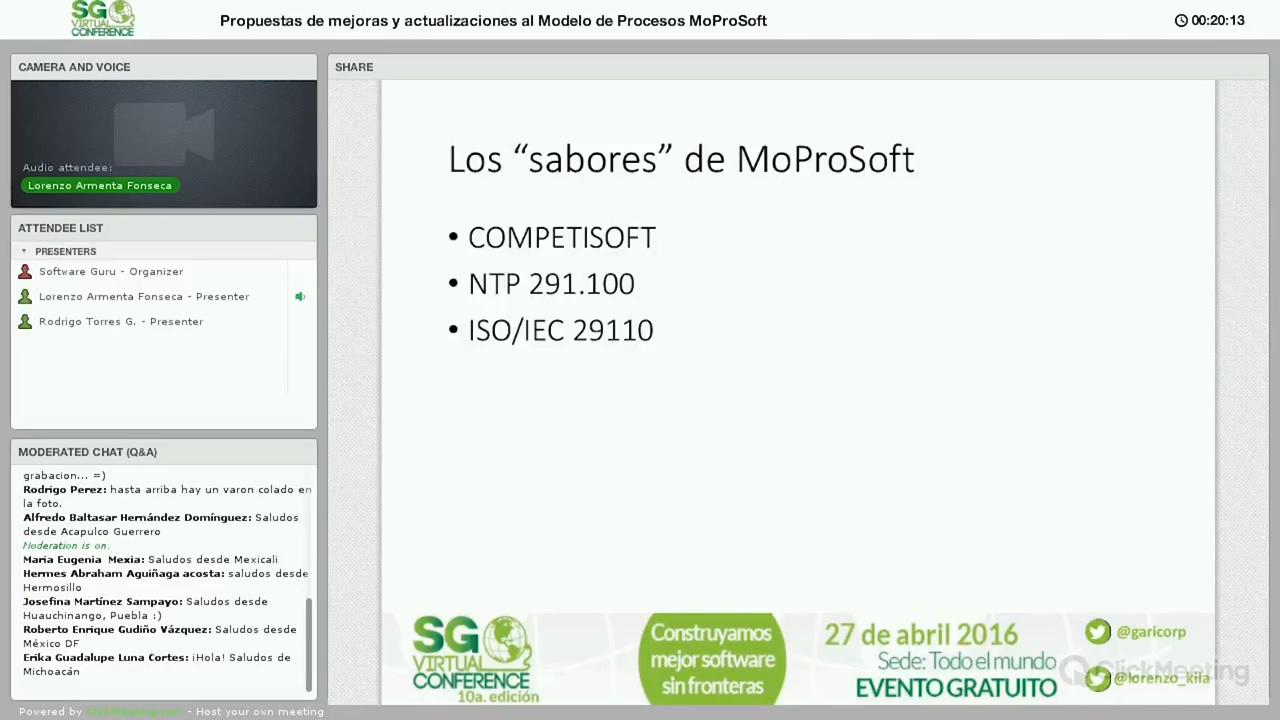 SG VIRTUAL CONFERENCE
Propuestas de mejoras y actualizaciones al Modelo de Procesos MoProSoft
00:20:13
CAMERA AND VOICE
Audio attendee:
Lorenzo Armenta Fonseca
ATTENDEE LIST
PRESENTERS
Software Guru - Organizer
Lorenzo Armenta Fonseca - Presenter
Rodrigo Torres G. - Presenter
MODERATED CHAT (Q&A)
grabacion... =)
Rodrigo Perez: hasta arriba hay un varon colado en
la foto.
Alfredo Baltasar Hernández Domínguez: Saludos
desde Acapulco Guerrero
Moderation is on.
Maria Eugenia Mexia: Saludos desde Mexicali
Hermes Abraham Aguiñaga acosta: saludos desde
Hermosillo
Josefina Martínez Sampayo: Saludos desde
Huauchinango, Puebla :)
Roberto Enrique Gudiño Vázquez: Saludos desde
México DF
Erika Guadalupe Luna Cortes: ¡Hola! Saludos de
Michoacán
Powered by ClickMeeting.com - Host your own meeting
SHARE
Los “sabores” de MoProSoft
• COMPETISOFT
• NTP 291.100
• ISO/IEC 29110
SG
VIRTUAL
CONFERENCE
10a. edición
Construyamos
mejor software
sin fronteras
27 de abril 2016
Sede: Todo el mundo
EVENTO GRATUITO
@garicorp
@lorenzo_kila
ClickMeeting